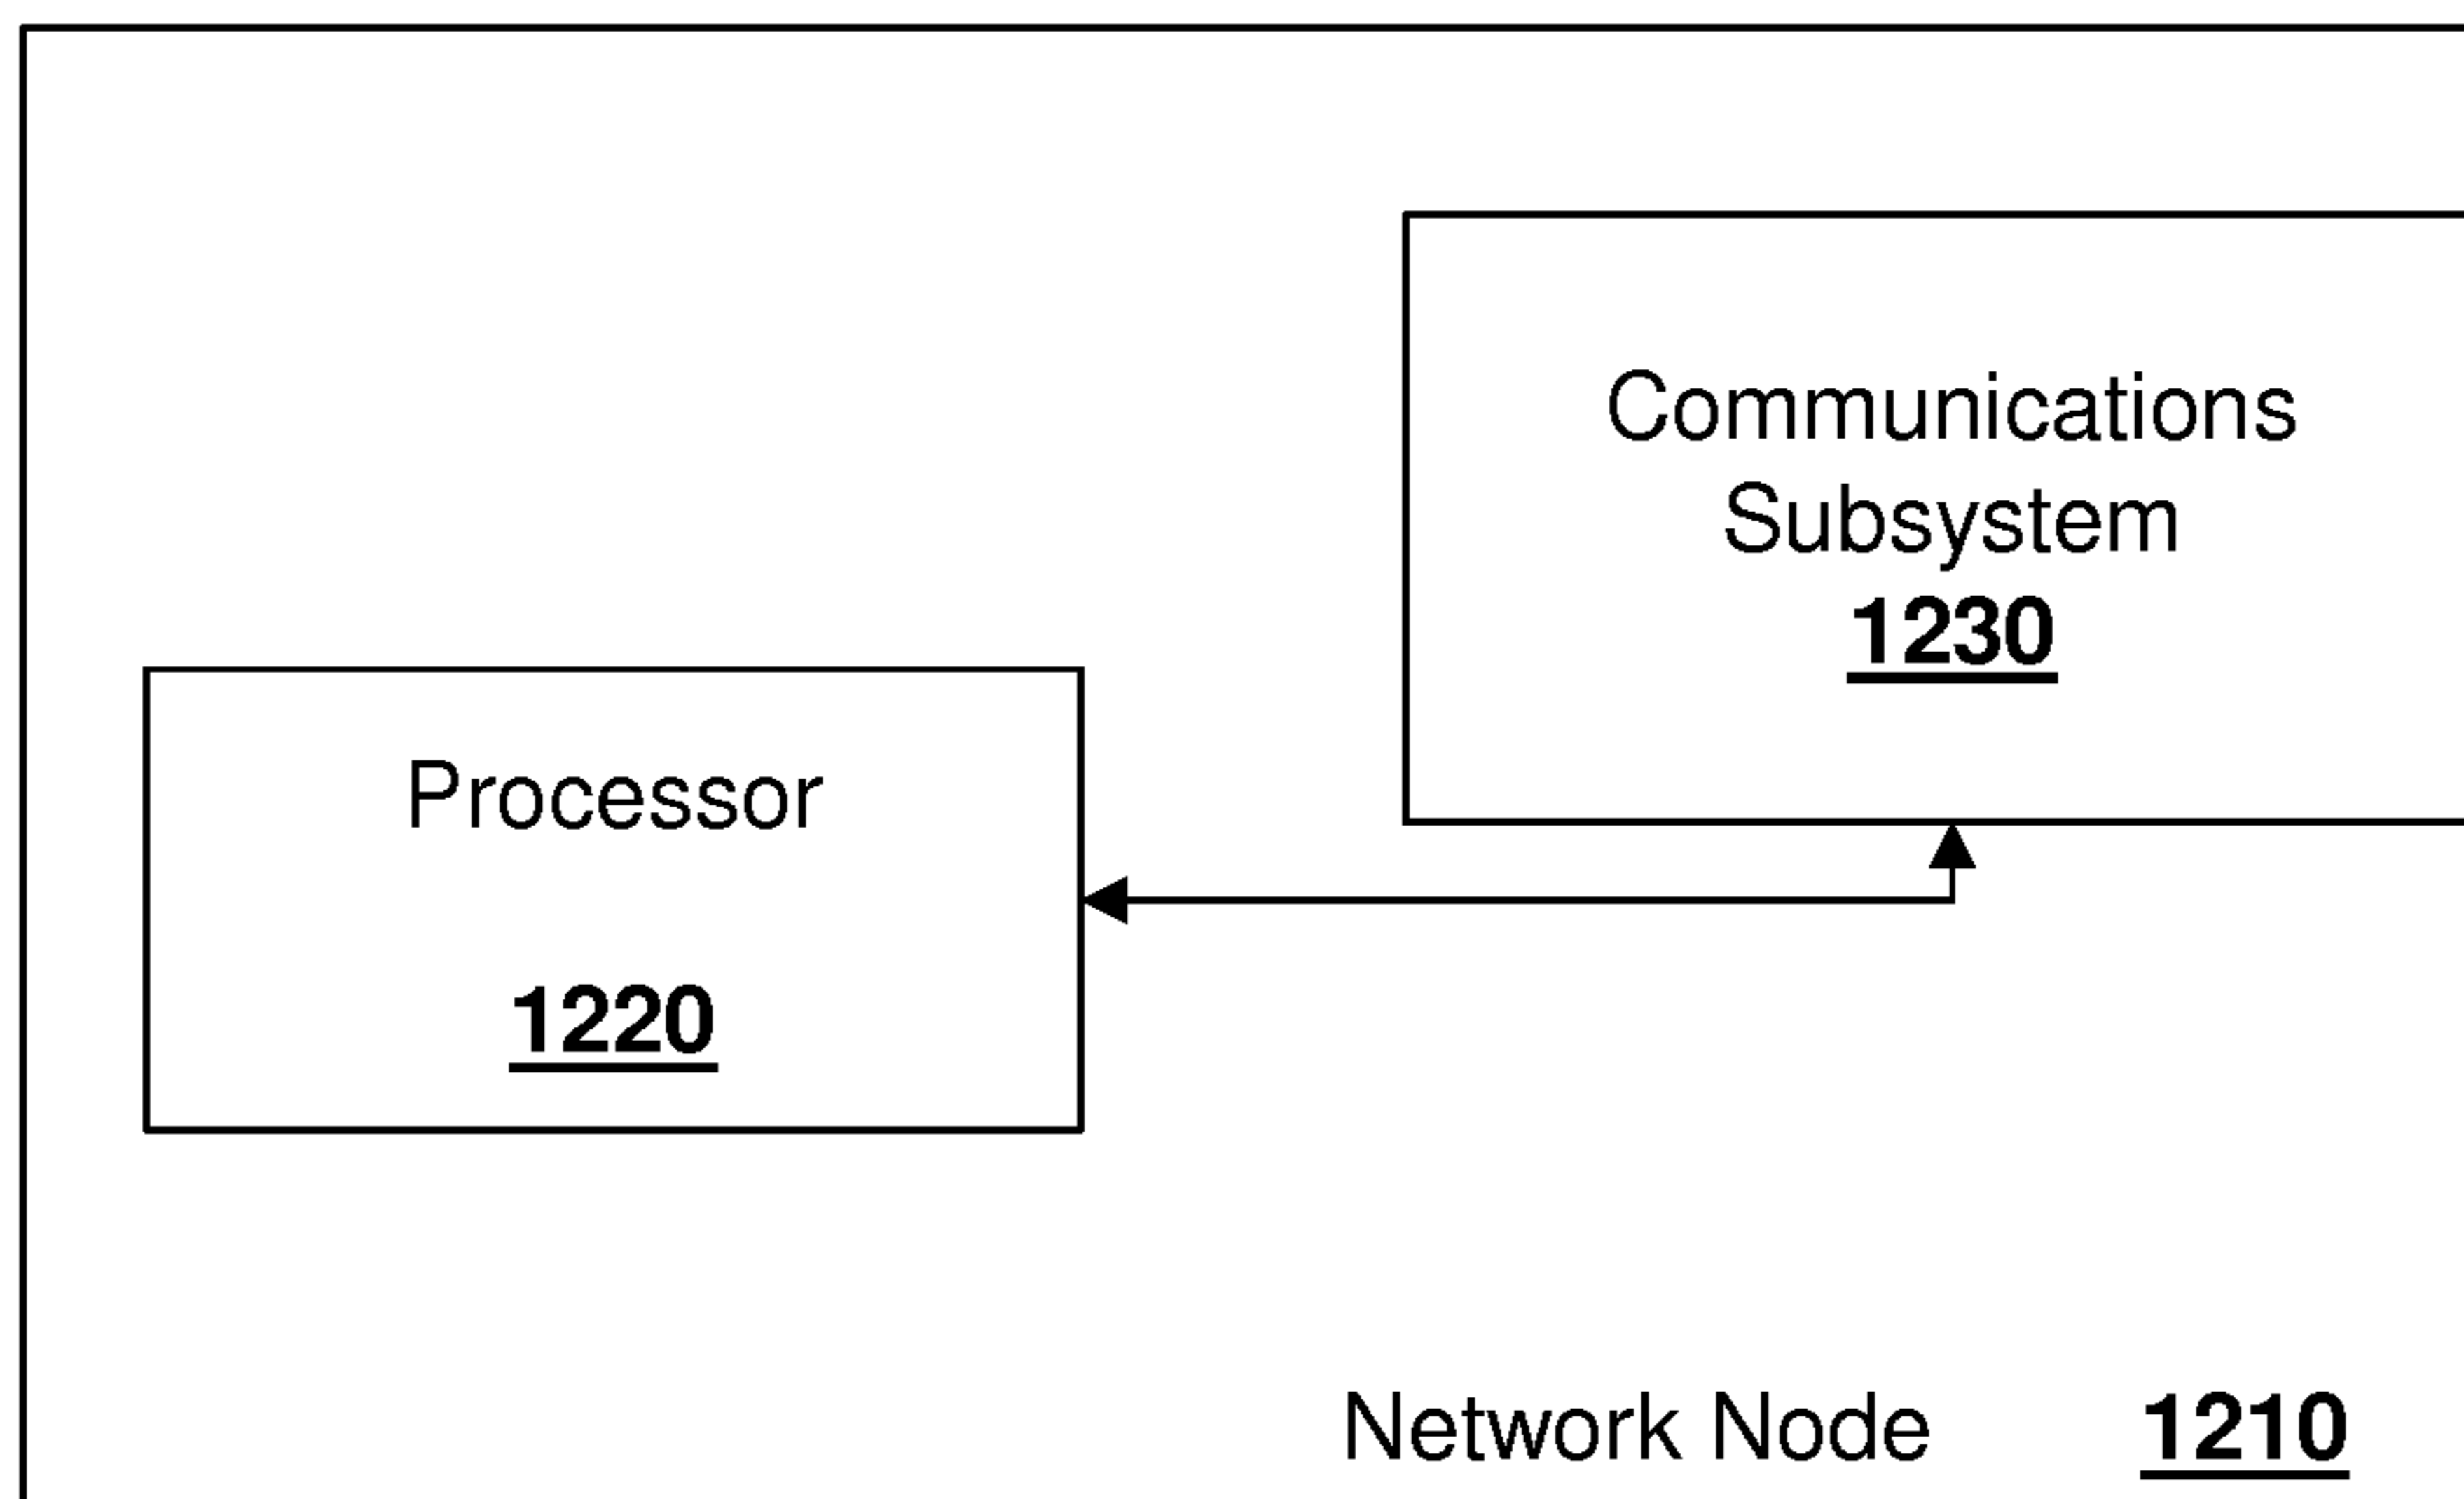 Communications
Subsystem
1230
Processor
1220
Network Node 1210